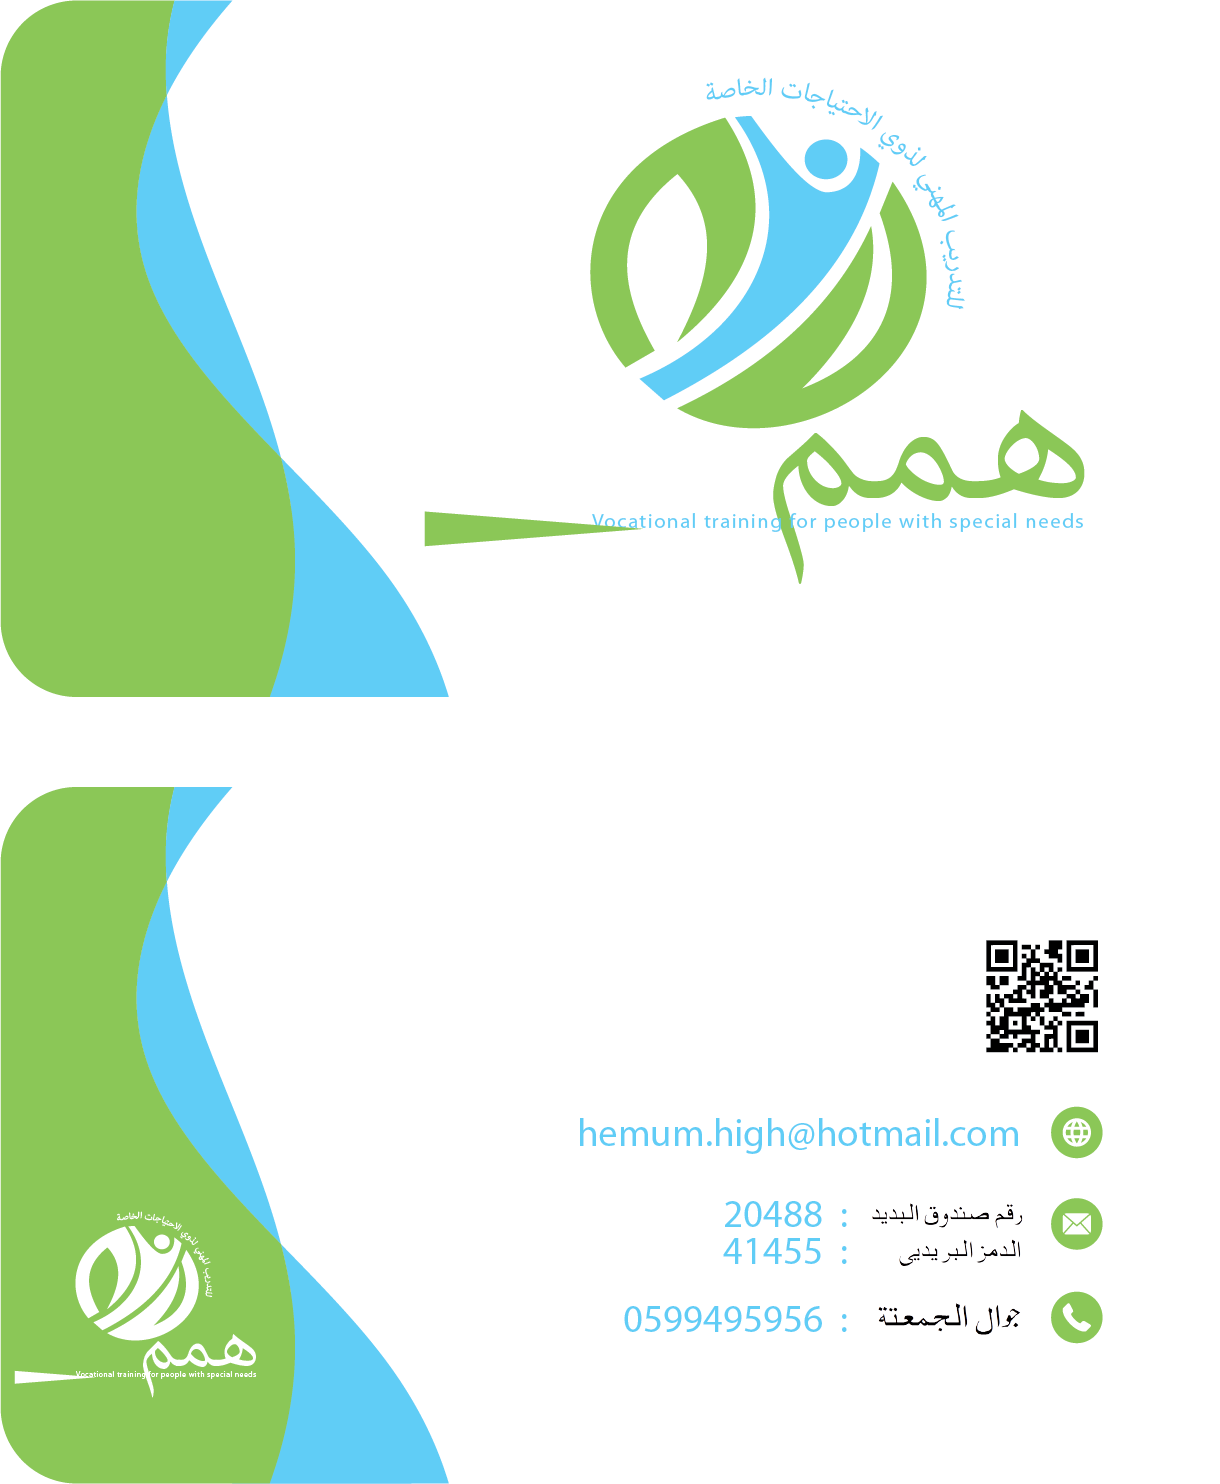 للتدريب المهني لذوي الاحتياجات الخاصة
همم
Vocational training for people with special needs
hemum.high@hotmail.com
رقم صندوق البديد : 20488
الدمز البريديى : 41455
جوال الجمعتة : 0599495956
للتدريب المهني لذوي الاحتياجات الخاصة
همم
Vocational training for people with special needs